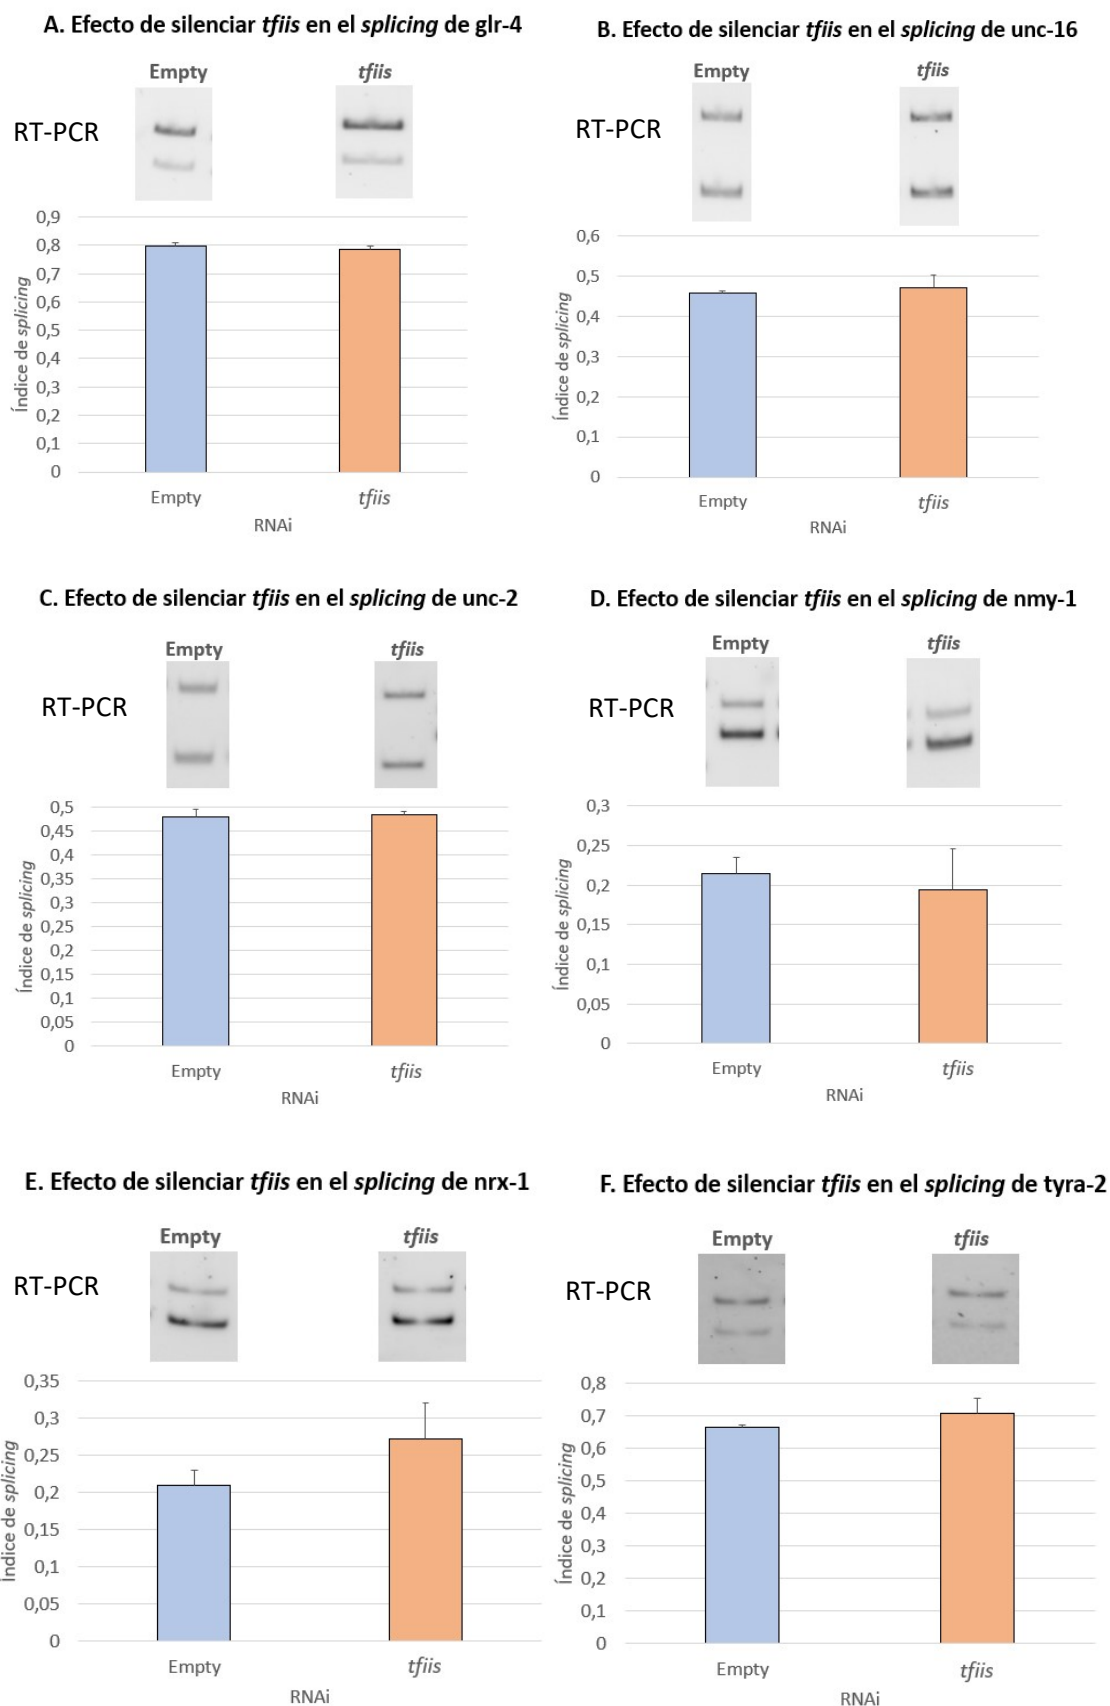 A. Efecto de silenciar tfiis en el splicing de glr-4
Empty
tfiis
RT-PCR
0,9
0,8
0,7
0,6
0,5
0,4
0,3
0,2
0,1
0
Índice de splicing
Empty
tfiis
RNAi
B. Efecto de silenciar tfiis en el splicing de unc-16
Empty
tfiis
RT-PCR
0,6
0,5
0,4
0,3
0,2
0,1
0
Índice de splicing
Empty
tfiis
RNAi
C. Efecto de silenciar tfiis en el splicing de unc-2
Empty
tfiis
RT-PCR
0,5
0,45
0,4
0,35
0,3
0,25
0,2
0,15
0,1
0,05
0
Índice de splicing
Empty
tfiis
RNAi
D. Efecto de silenciar tfiis en el splicing de nmy-1
Empty
tfiis
RT-PCR
0,3
0,25
0,2
0,15
0,1
0,05
0
Índice de splicing
Empty
tfiis
RNAi
E. Efecto de silenciar tfiis en el splicing de nrx-1
Empty
tfiis
RT-PCR
0,35
0,3
0,25
0,2
0,15
0,1
0,05
0
Índice de splicing
Empty
tfiis
RNAi
F. Efecto de silenciar tfiis en el splicing de tyra-2
Empty
tfiis
RT-PCR
0,8
0,7
0,6
0,5
0,4
0,3
0,2
0,1
0
Índice de splicing
Empty
tfiis
RNAi